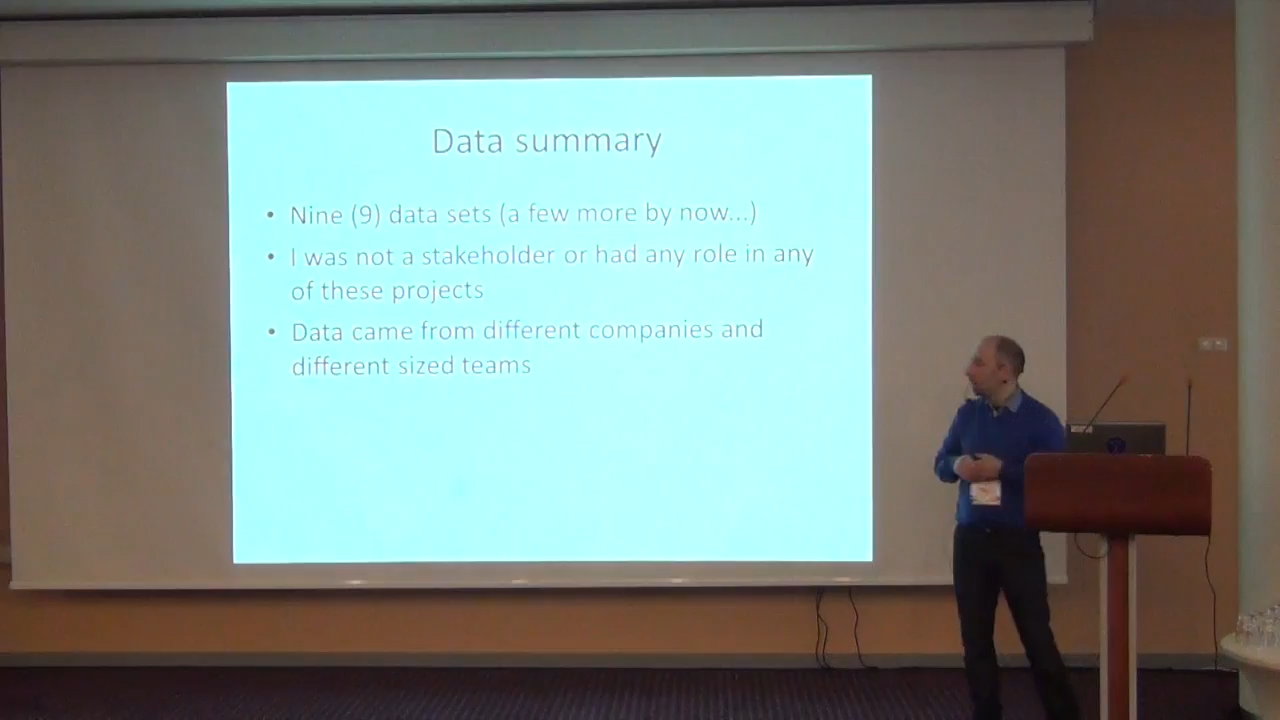 Data summary
• Nine (9) data sets (a few more by now...)
• I was not a stakeholder or had any role in any
of these projects
• Data came from different companies and
different sized teams